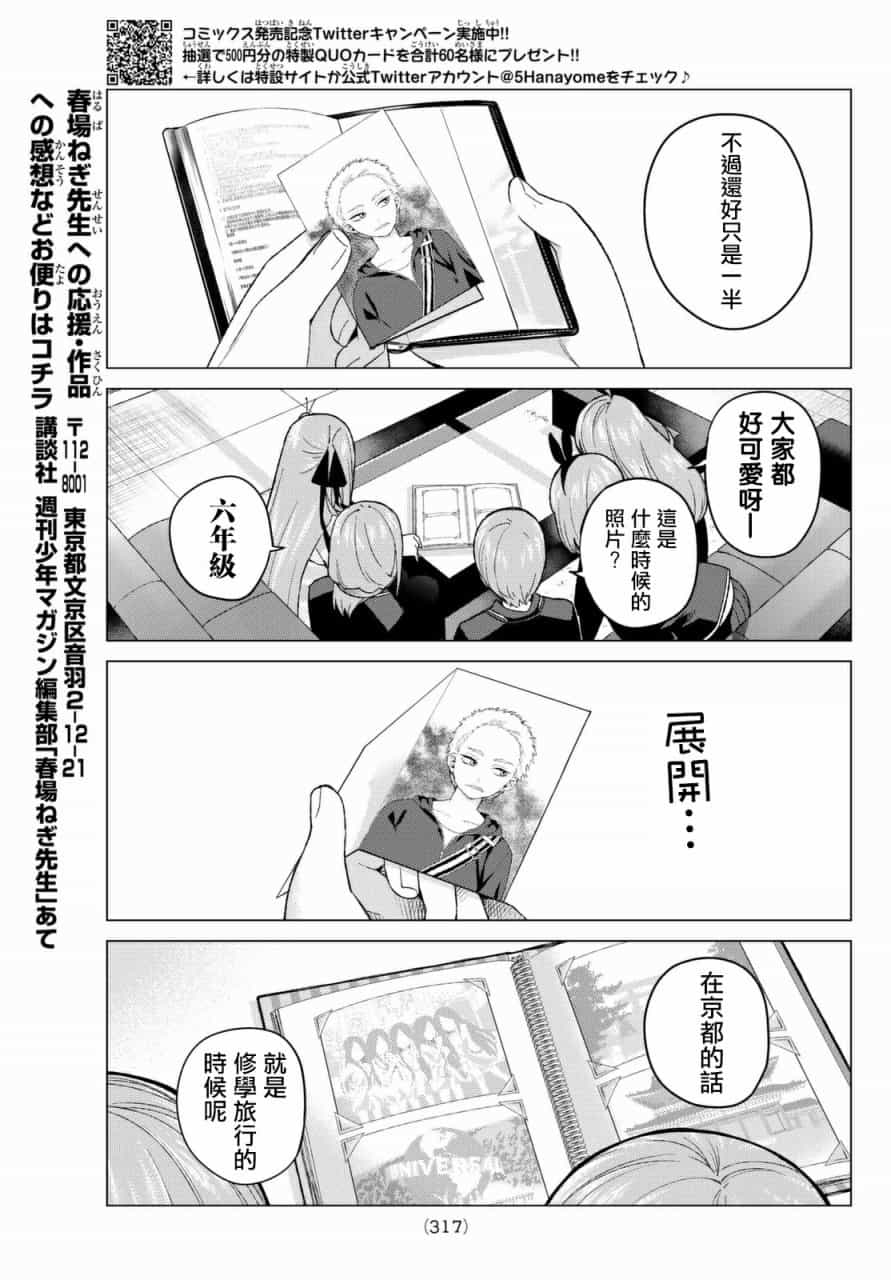 コミックス発売記念Twitterキャンペーン実施中!!
抽選で500円分の特製QUOカードを合計60名様にプレゼント!!
←詳しくは特設サイトか公式Twitterアカウント@5Hanayomeをチェック♪
春場ねぎ先生への応援・作品
への感想などお便りはコチラ
〒112-8001 東京都文京区音羽2-12-21
講談社 週刊少年マガジン編集部「春場ねぎ先生」あて
不過還好只是一半
大家都
好可愛呀ー
這是
什麼時候的
照片?
六年級
展開…
在京都的話
就是
修學旅行的
時候呢
UNIVERSAL
(317)